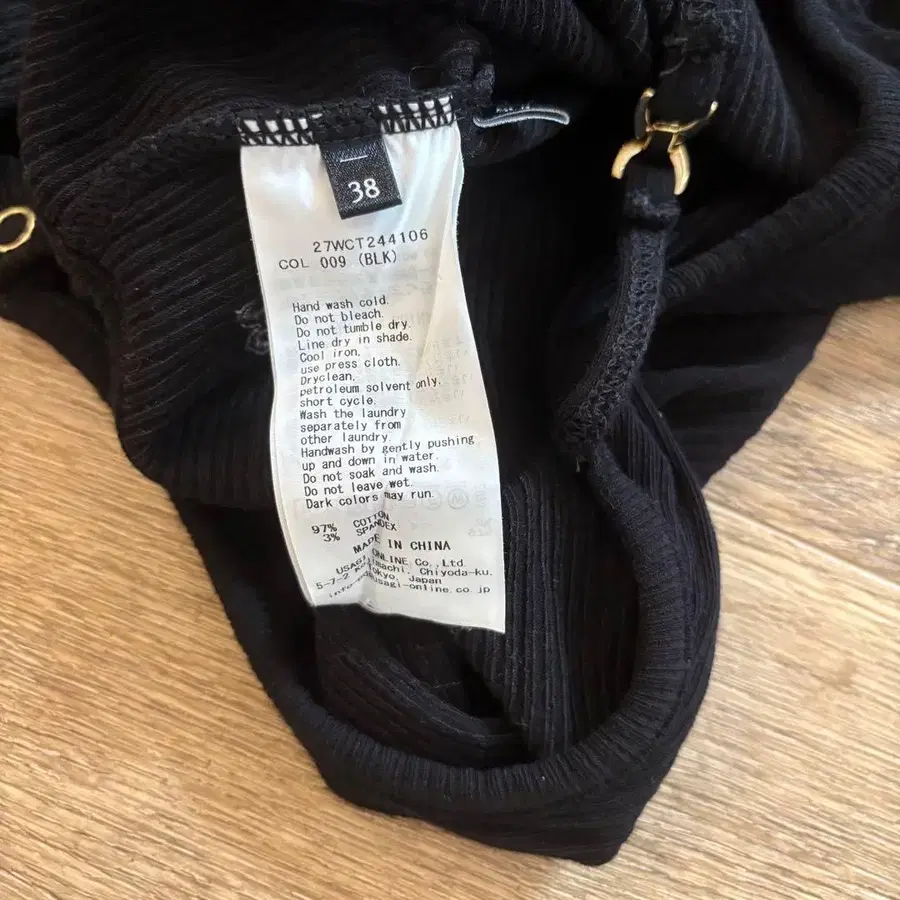 38
27WCT244106
COL 009 (BLK)
Hand wash cold.
Do not bleach.
Do not tumble dry.
Line dry in shade.
Cool iron,
use press cloth.
Dryclean,
petroleum solvent only,
short cycle.
Wash the laundry
separately from
other laundry.
Handwash by gently pushing
up and down in water.
Do not soak and wash.
Do not leave wet.
Dark colors may run.
97% COTTON
3% SPANDEX
MADE IN CHINA
USAGI ONLINE Co.,Ltd.
5-7-2 Chiyoda-ku.
Tokyo, Japan
usagi-online.co.jp